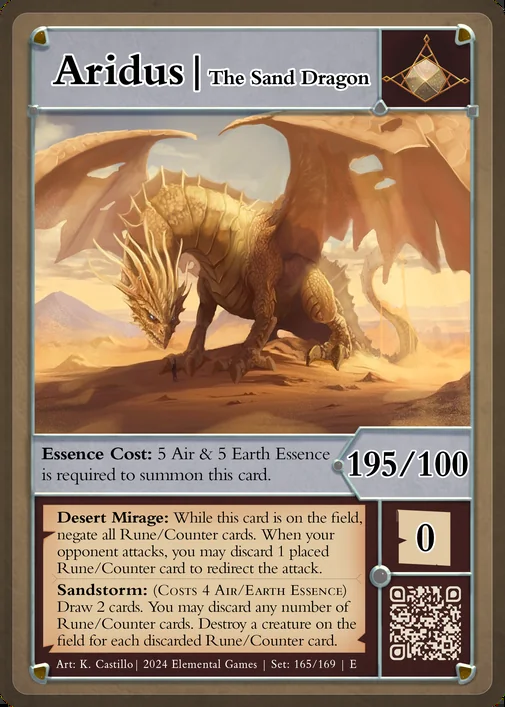 Aridus | The Sand Dragon
Essence Cost: 5 Air & 5 Earth Essence
is required to summon this card.
195/100
Desert Mirage: While this card is on the field,
negate all Rune/Counter cards. When your
opponent attacks, you may discard 1 placed
Rune/Counter card to redirect the attack.
0
Sandstorm: (Costs 4 Air/Earth Essence)
Draw 2 cards. You may discard any number of
Rune/Counter cards. Destroy a creature on the
field for each discarded Rune/Counter card.
Art: K. Castillo| 2024 Elemental Games | Set: 165/169 | E